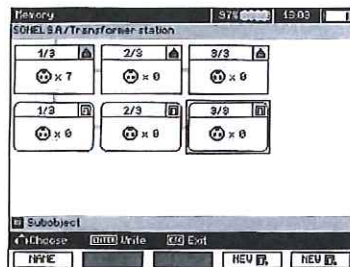 Memory 97% 19:03
SONEL S.A/Transformer station
1/3 2/3 3/3
x 7 x 0 x 0
1/3 2/3 3/3
x 0 x 0 x 0
Subobject
Choose ENTER Write ESC Exit
NAME NEW NEW